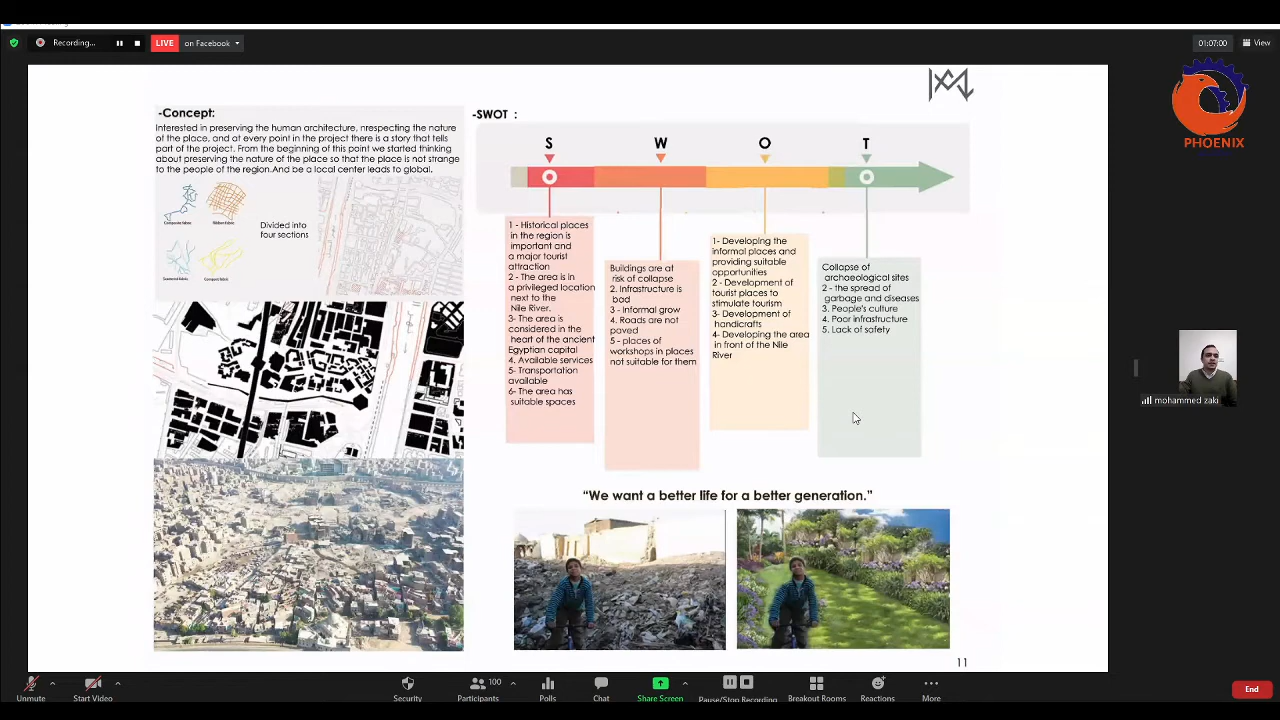 Recording...
LIVE
on Facebook
01:07:00
View
PHOENIX
-Concept:
Interested in preserving the human architecture, nrespecting the nature
of the place, and at every point in the project there is a story that tells
part of the project. From the beginning of this point we started thinking
about preserving the nature of the place so that the place is not strange
to the people of the region.And be a local center leads to global.
Divided into
four sections
-SWOT :
S
W
O
T
1 - Historical places
in the region is
important and
a major tourist
attraction
2 - The area is in
a privileged location
next to the
Nile River.
3- The area is
considered in the
heart of the ancient
Egyptian capital
4. Available services
5- Transportation
available
6- The area has
suitable spaces
Buildings are at
risk of collapse
2. Infrastructure is
bad
3 - Informal grow
4. Roads are not
paved
5 - places of
workshops in places
not suitable for them
1- Developing the
informal places and
providing suitable
opportunities
2 - Development of
tourist places to
stimulate tourism
3- Development of
handicrafts
4- Developing the area
in front of the Nile
River
Collapse of
archaeological sites
2 - the spread of
garbage and diseases
3. People's culture
4. Poor infrastructure
5. Lack of safety
"We want a better life for a better generation."
11
mohammed zaki
Unmute
Start Video
Security
Participants
100
Polls
Chat
Share Screen
Pause/Stop Recording
Breakout Rooms
Reactions
More
End